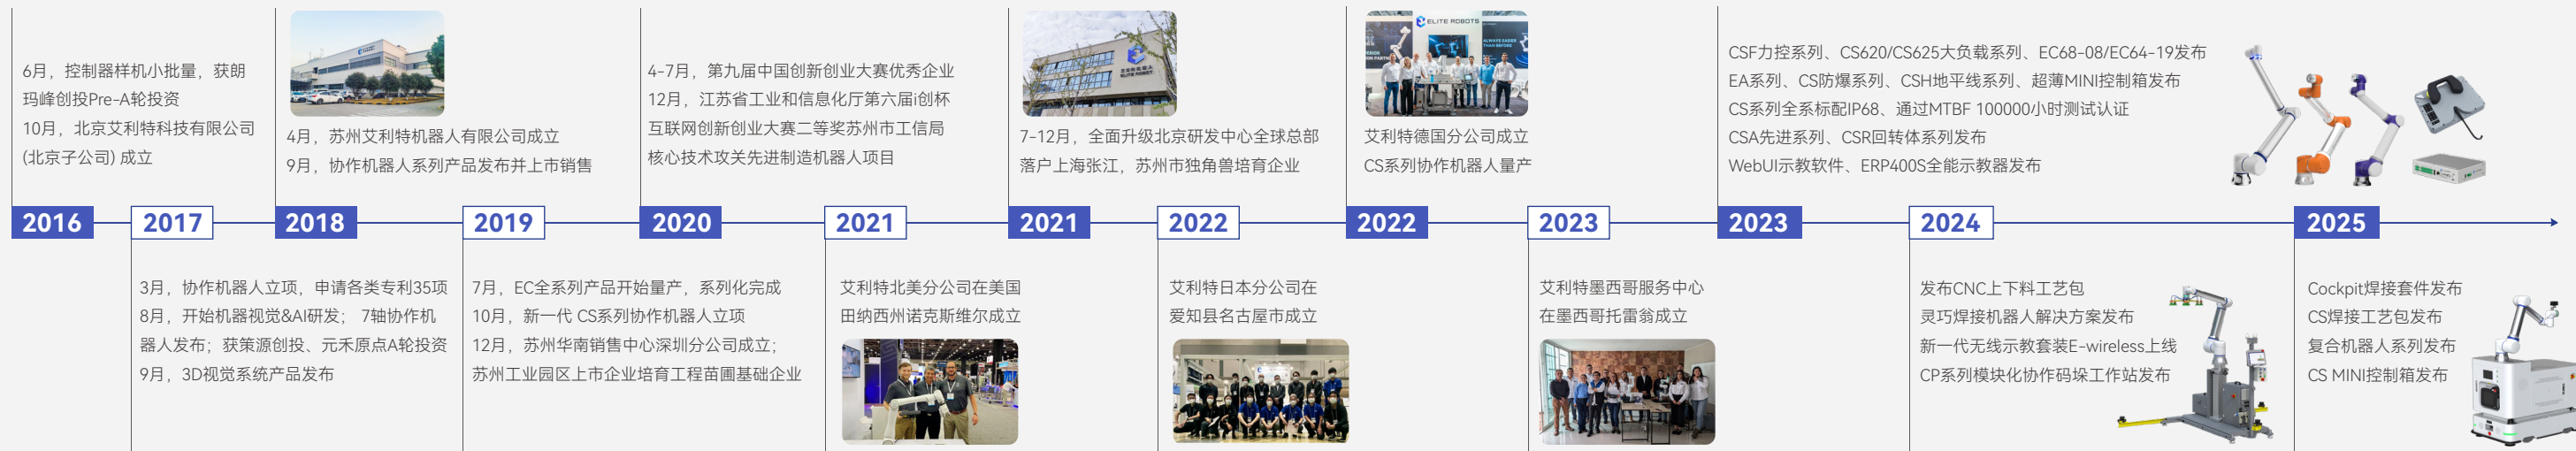 6月，控制器样机小批量，获朗
玛峰创投Pre-A轮投资
10月，北京艾利特科技有限公司
(北京子公司) 成立
2016
2017
3月，协作机器人立项，申请各类专利35项
8月，开始机器视觉&AI研发； 7轴协作机
器人发布；获策源创投、元禾原点A轮投资
9月，3D视觉系统产品发布
4月，苏州艾利特机器人有限公司成立
9月，协作机器人系列产品发布并上市销售
2018
2019
7月，EC全系列产品开始量产，系列化完成
10月，新一代 CS系列协作机器人立项
12月，苏州华南销售中心深圳分公司成立；
苏州工业园区上市企业培育工程苗圃基础企业
4-7月，第九届中国创新创业大赛优秀企业
12月，江苏省工业和信息化厅第六届i创杯
互联网创新创业大赛二等奖苏州市工信局
核心技术攻关先进制造机器人项目
2020
2021
艾利特北美分公司在美国
田纳西州诺克斯维尔成立
ELITE ROBOT
7-12月，全面升级北京研发中心全球总部
落户上海张江，苏州市独角兽培育企业
2021
2022
艾利特日本分公司在
爱知县名古屋市成立
ELITE ROBOTS
ALWAYS EASIER
THAN BEFORE
艾利特德国分公司成立
CS系列协作机器人量产
2022
2023
艾利特墨西哥服务中心
在墨西哥托雷翁成立
CSF力控系列、CS620/CS625大负载系列、EC68-08/EC64-19发布
EA系列、CS防爆系列、CSH地平线系列、超薄MINI控制箱发布
CS系列全系标配IP68、通过MTBF 100000小时测试认证
CSA先进系列、CSR回转体系列发布
WebUI示教软件、ERP400S全能示教器发布
2023
2024
发布CNC上下料工艺包
灵巧焊接机器人解决方案发布
新一代无线示教套装E-wireless上线
CP系列模块化协作码垛工作站发布
2025
Cockpit焊接套件发布
CS焊接工艺包发布
复合机器人系列发布
CS MINI控制箱发布